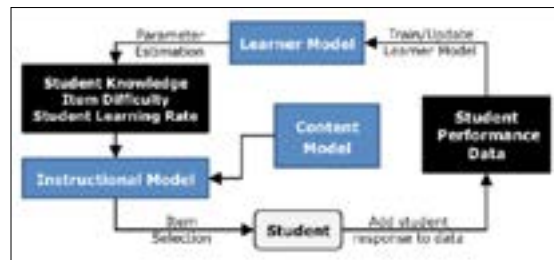 Parameter
Estimation
Learner Model
Train/Update
Learner Model
Student Knowledge
Item Difficulty
Student Learning Rate
Content
Model
Student
Performance
Data
Instructional Model
Item
Selection
Student
Add student
response to data